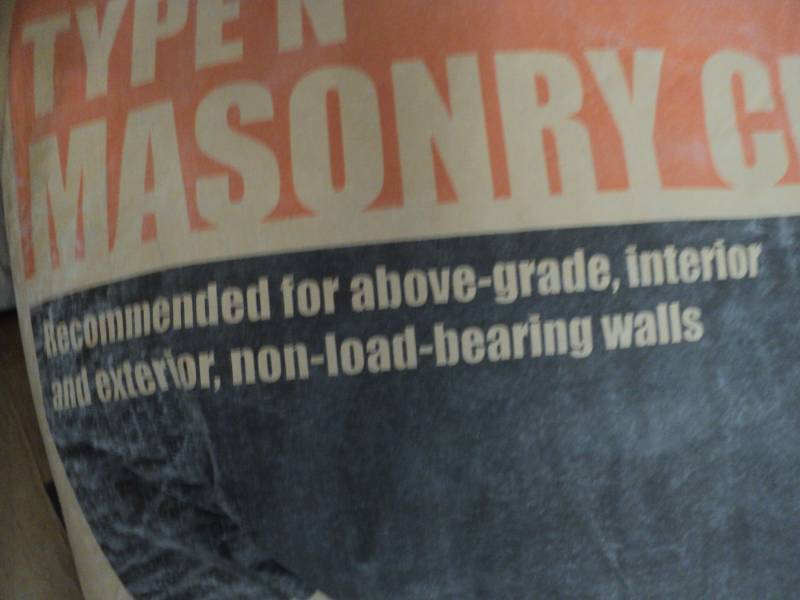 TYPE N
MASONRY
Recommended for above-grade, interior
and exterior, non-load-bearing walls